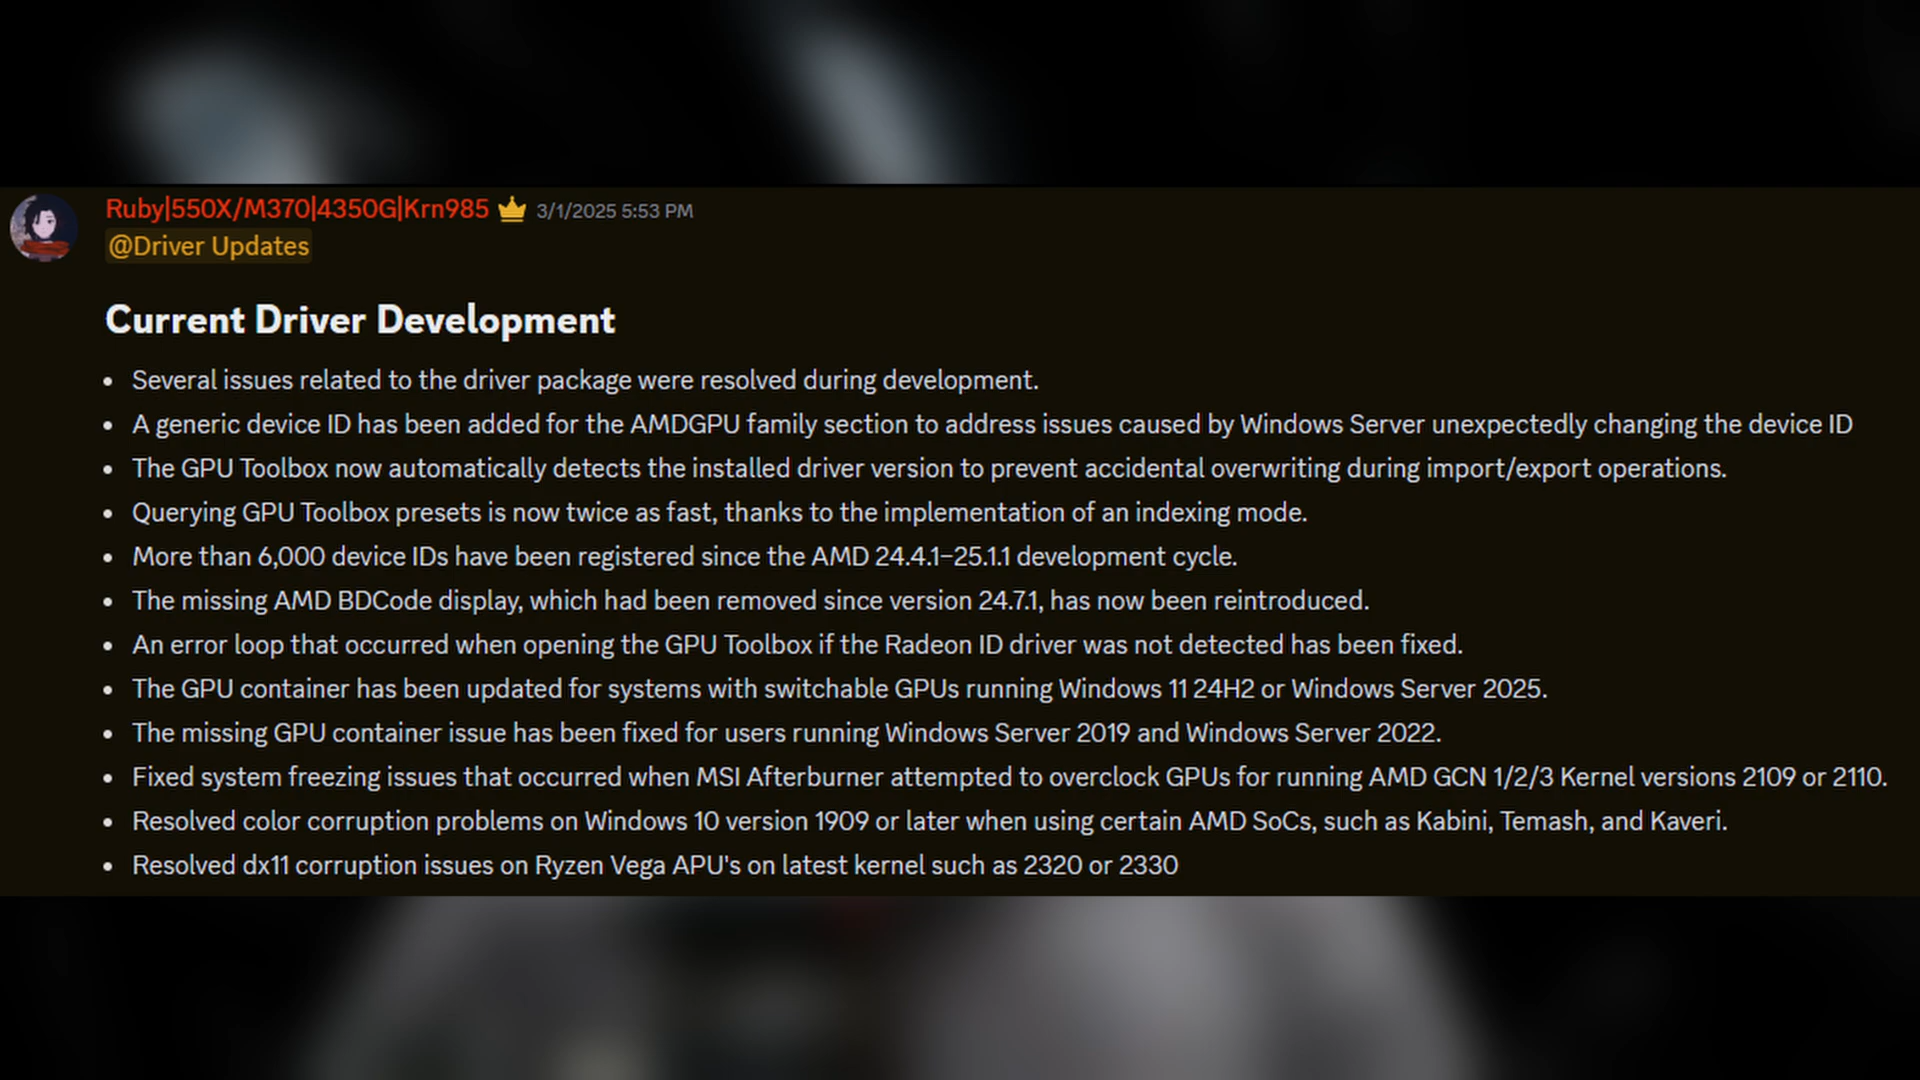 Ruby|550X/M370|4350G|Krn985 3/1/2025 5:53 PM
@Driver Updates
Current Driver Development
• Several issues related to the driver package were resolved during development.
• A generic device ID has been added for the AMDGPU family section to address issues caused by Windows Server unexpectedly changing the device ID
• The GPU Toolbox now automatically detects the installed driver version to prevent accidental overwriting during import/export operations.
• Querying GPU Toolbox presets is now twice as fast, thanks to the implementation of an indexing mode.
• More than 6,000 device IDs have been registered since the AMD 24.4.1–25.1.1 development cycle.
• The missing AMD BDCode display, which had been removed since version 24.7.1, has now been reintroduced.
• An error loop that occurred when opening the GPU Toolbox if the Radeon ID driver was not detected has been fixed.
• The GPU container has been updated for systems with switchable GPUs running Windows 11 24H2 or Windows Server 2025.
• The missing GPU container issue has been fixed for users running Windows Server 2019 and Windows Server 2022.
• Fixed system freezing issues that occurred when MSI Afterburner attempted to overclock GPUs for running AMD GCN 1/2/3 Kernel versions 2109 or 2110.
• Resolved color corruption problems on Windows 10 version 1909 or later when using certain AMD SoCs, such as Kabini, Temash, and Kaveri.
• Resolved dx11 corruption issues on Ryzen Vega APU's on latest kernel such as 2320 or 2330